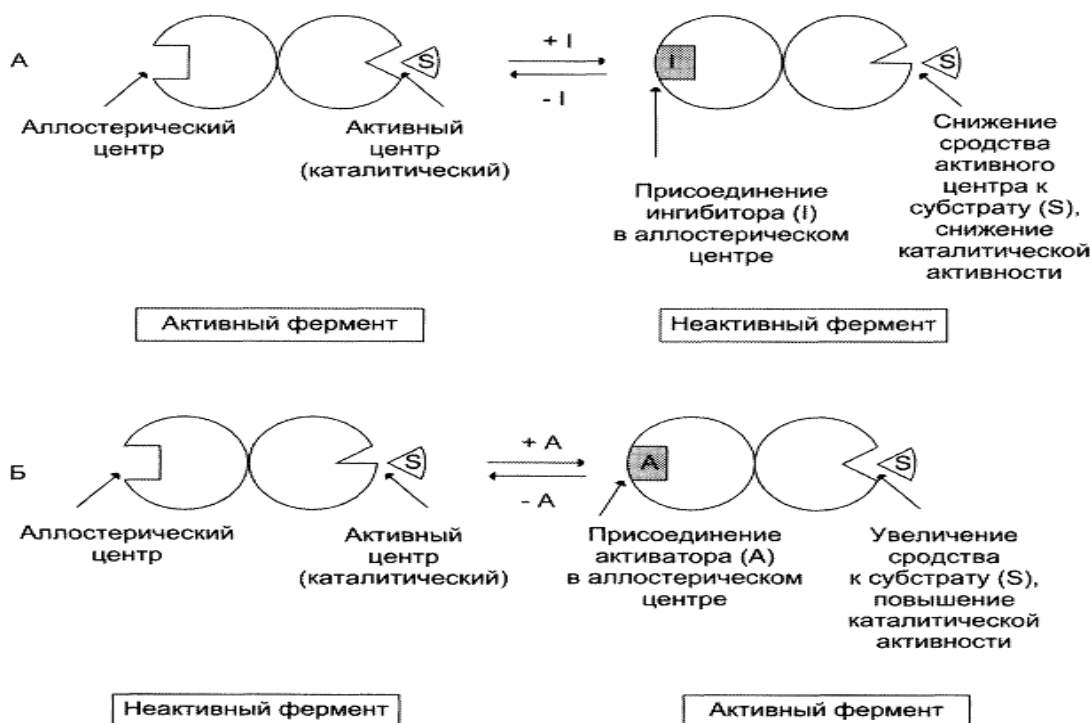 А
S
+ I
- I
I
S
Аллостерический
центр
Активный
центр
(каталитический)
Присоединение
ингибитора (I)
в аллостерическом
центре
Снижение
сродства
активного
центра к
субстрату (S),
снижение
каталитической
активности
Активный фермент
Неактивный фермент
Б
S
+ А
- А
А
S
Аллостерический
центр
Активный
центр
(каталитический)
Присоединение
активатора (А)
в аллостерическом
центре
Увеличение
сродства
к субстрату (S),
повышение
каталитической
активности
Неактивный фермент
Активный фермент